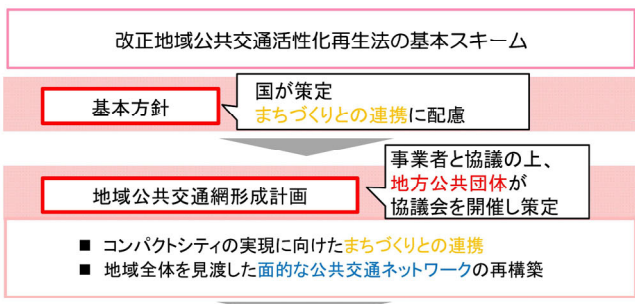 改正地域公共交通活性化再生法の基本スキーム
基本方針
国が策定
まちづくりとの連携に配慮
地域公共交通網形成計画
事業者と協議の上、
地方公共団体が
協議会を開催し策定
■ コンパクトシティの実現に向けたまちづくりとの連携
■ 地域全体を見渡した面的な公共交通ネットワークの再構築